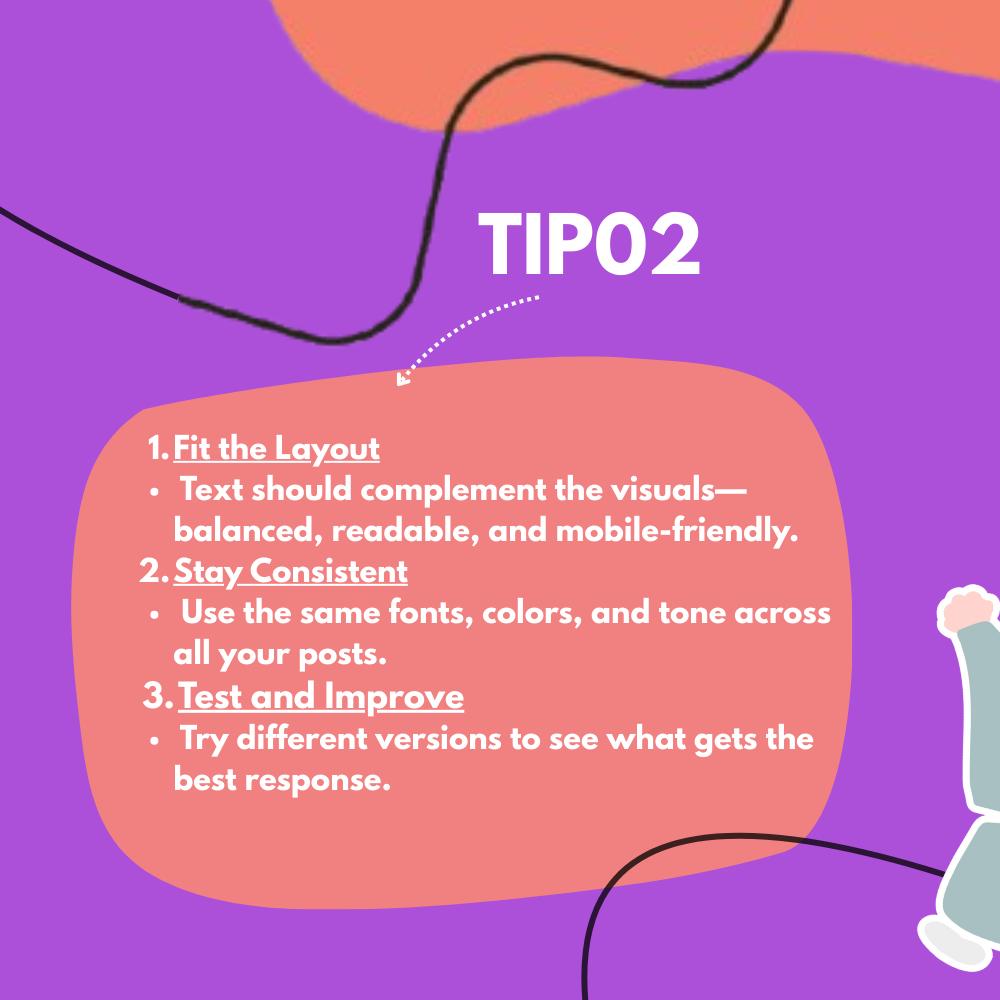 TIP02
1. Fit the Layout
• Text should complement the visuals—
balanced, readable, and mobile-friendly.
2. Stay Consistent
• Use the same fonts, colors, and tone across
all your posts.
3. Test and Improve
• Try different versions to see what gets the
best response.